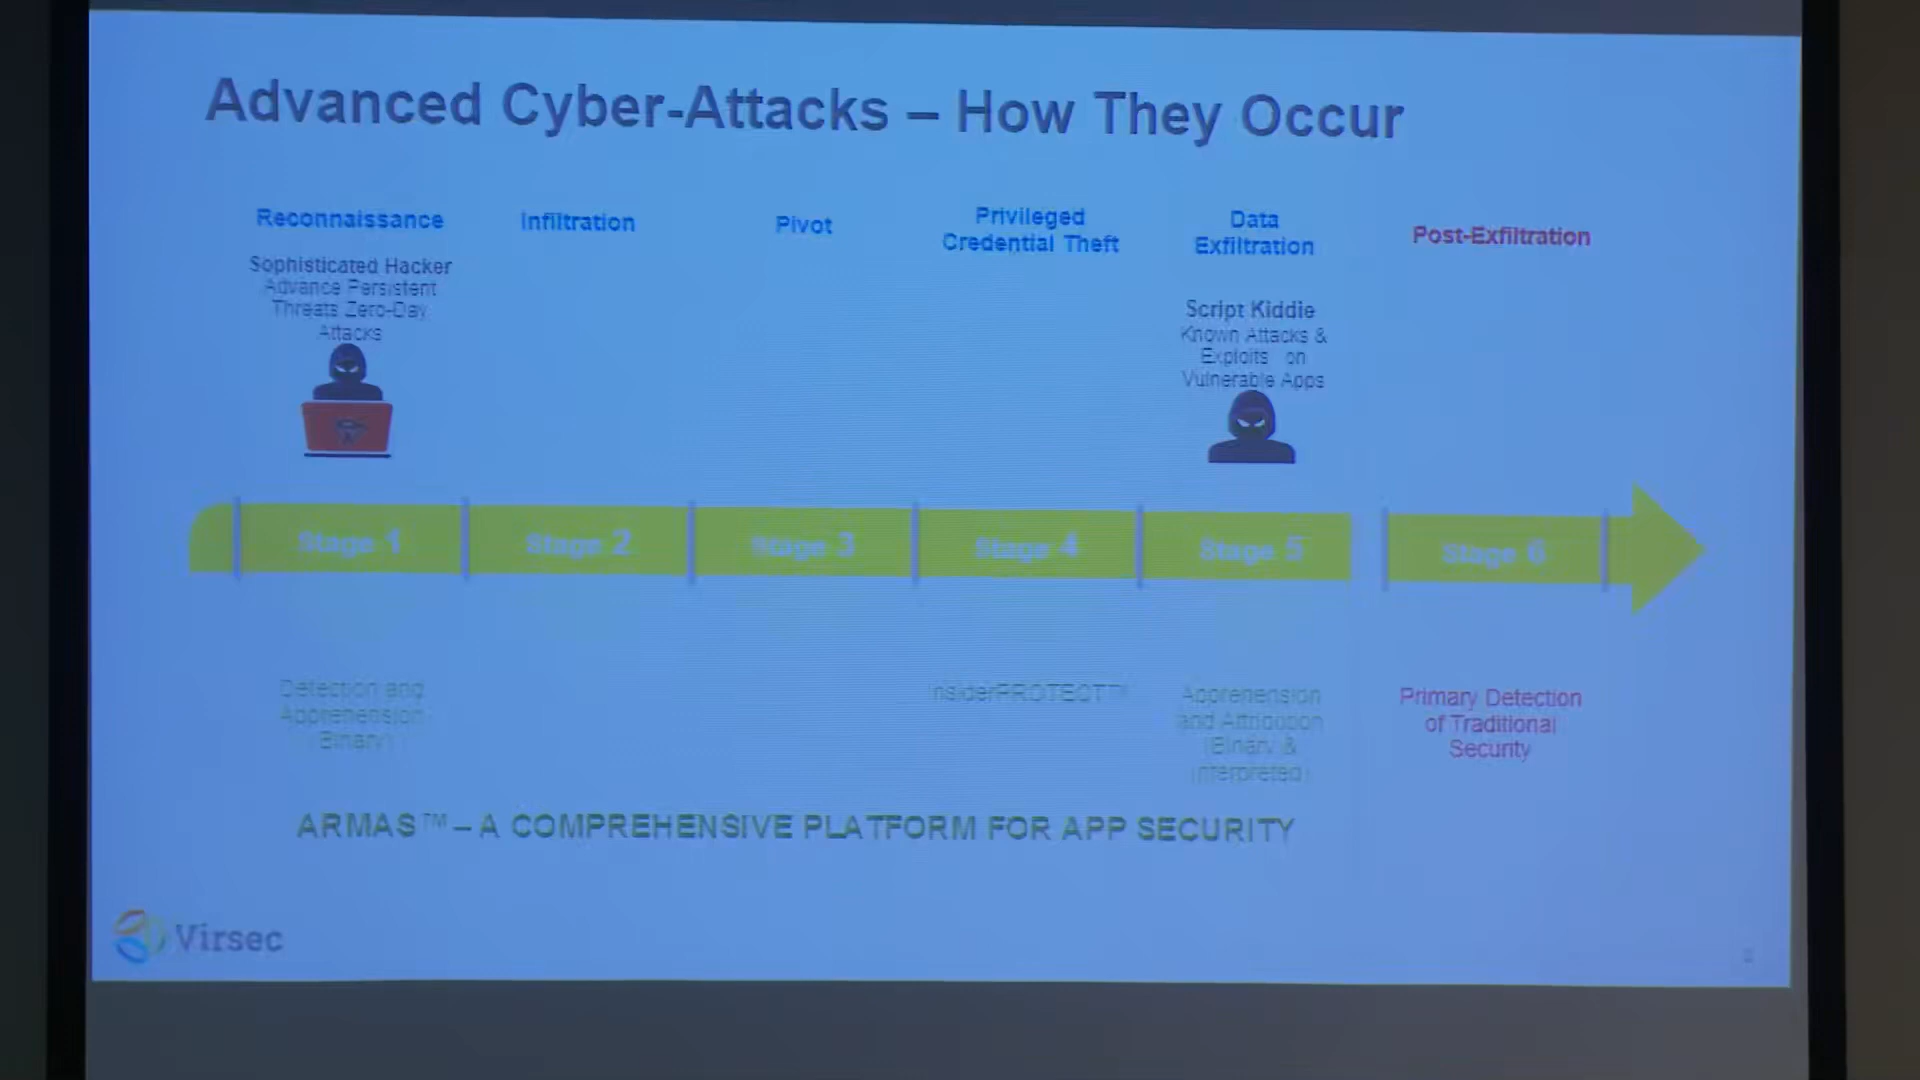 Advanced Cyber-Attacks – How They Occur
Reconnaissance
Sophisticated Hacker
Advance Persistent
Threats Zero-Day
Attacks
Infiltration
Pivot
Privileged
Credential Theft
Data
Exfiltration
Script Kiddie
Known Attacks &
Exploits on
Vulnerable Apps
Post-Exfiltration
Stage 1
Stage 2
Stage 3
Stage 4
Stage 5
Stage 6
Detection and
Apprehension
(Binary)
nsiderPROTECT™
Apprehension
and Attribution
(Binary &
Interpreted)
Primary Detection
of Traditional
Security
ARMAS™ – A COMPREHENSIVE PLATFORM FOR APP SECURITY
Virsec